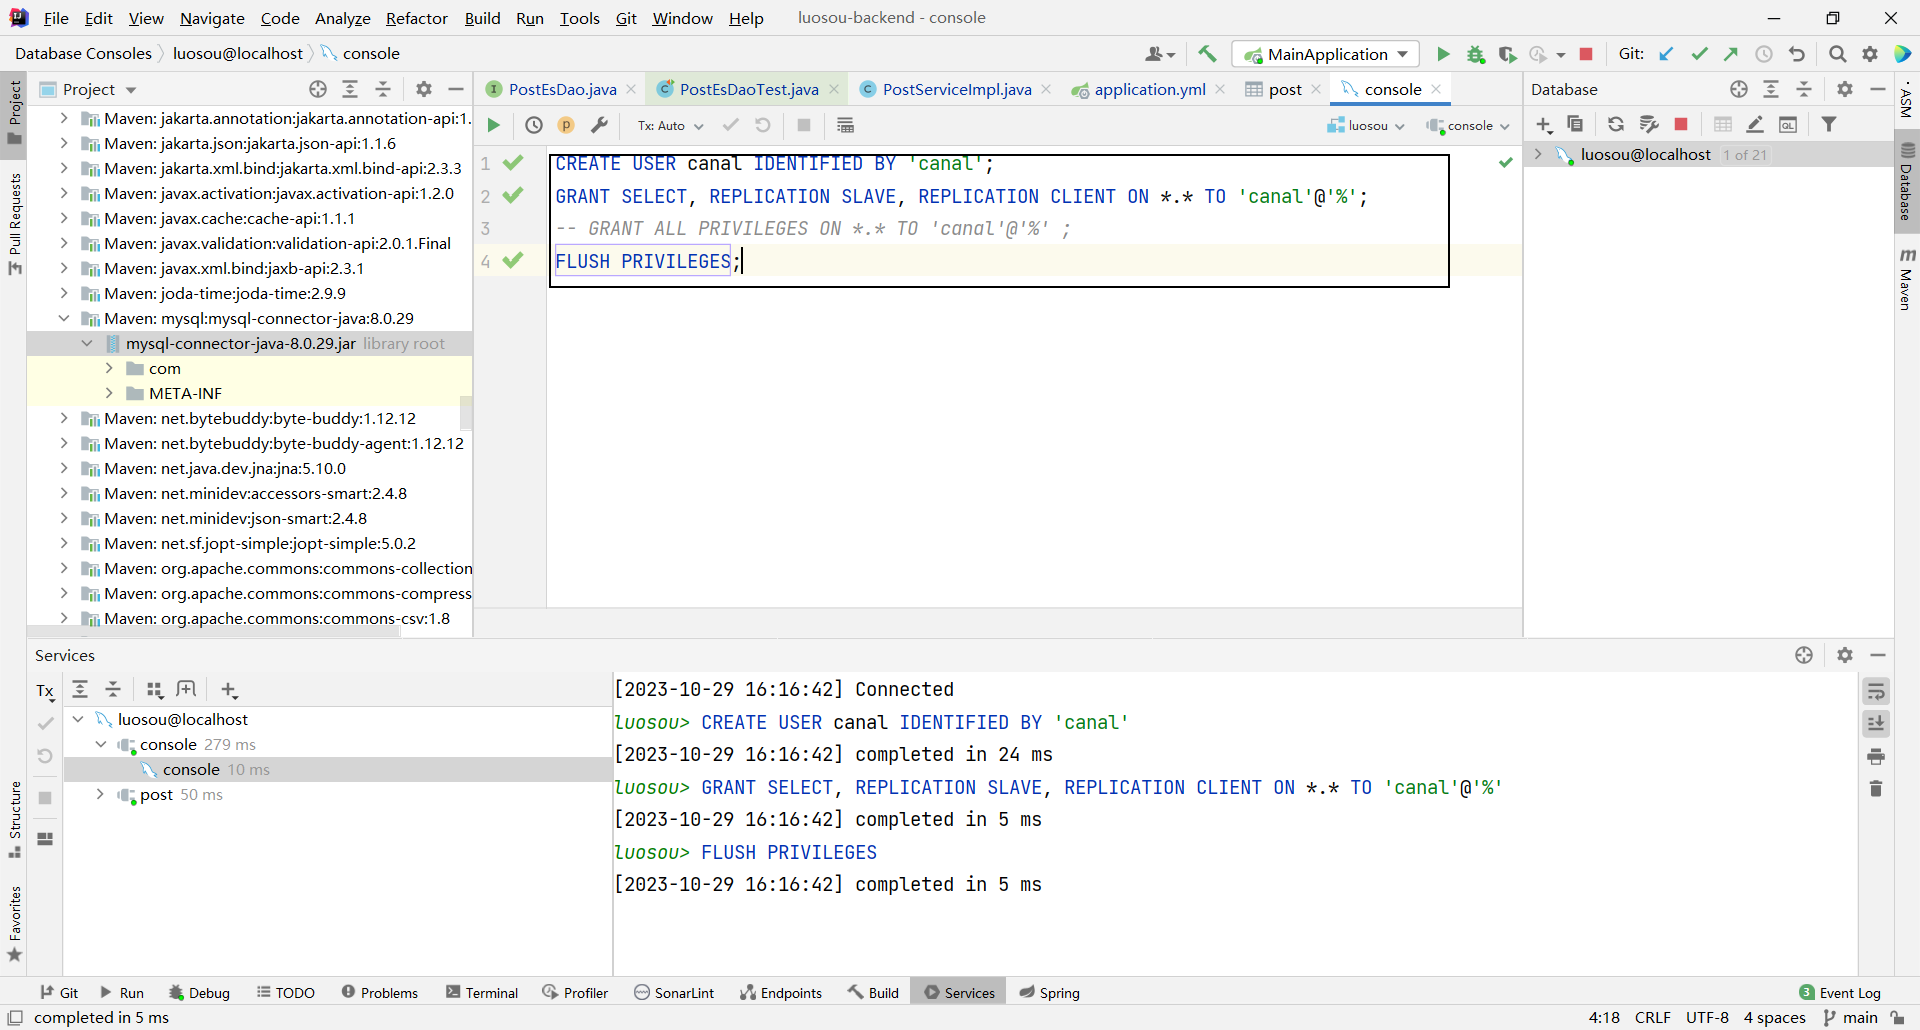 File Edit View Navigate Code Analyze Refactor Build Run Tools Git Window Help luosou-backend - console
Database Consoles luosou@localhost console MainApplication Git:
Project PostEsDao.java PostEsDaoTest.java PostServiceImpl.java application.yml post console Database
Tx: Auto luosou console
Maven: jakarta.annotation:jakarta.annotation-api:1.
Maven: jakarta.json:jakarta.json-api:1.1.6
Maven: jakarta.xml.bind:jakarta.xml.bind-api:2.3.3
Maven: javax.activation:javax.activation-api:1.2.0
Maven: javax.cache:cache-api:1.1.1
Maven: javax.validation:validation-api:2.0.1.Final
Maven: javax.xml.bind:jaxb-api:2.3.1
Maven: joda-time:joda-time:2.9.9
Maven: mysql:mysql-connector-java:8.0.29
mysql-connector-java-8.0.29.jar library root
com
META-INF
Maven: net.bytebuddy:byte-buddy:1.12.12
Maven: net.bytebuddy:byte-buddy-agent:1.12.12
Maven: net.java.dev.jna:jna:5.10.0
Maven: net.minidev:accessors-smart:2.4.8
Maven: net.minidev:json-smart:2.4.8
Maven: net.sf.jopt-simple:jopt-simple:5.0.2
Maven: org.apache.commons:commons-collection
Maven: org.apache.commons:commons-compress
Maven: org.apache.commons:commons-csv:1.8
1 CREATE USER canal IDENTIFIED BY 'canal';
2 GRANT SELECT, REPLICATION SLAVE, REPLICATION CLIENT ON *.* TO 'canal'@'%';
3 -- GRANT ALL PRIVILEGES ON *.* TO 'canal'@'%' ;
4 FLUSH PRIVILEGES;
luosou@localhost 1 of 21
Project
Pull Requests
Structure
Favorites
ASM
Database
Maven
Services
Tx
luosou@localhost
console 279 ms
console 10 ms
post 50 ms
[2023-10-29 16:16:42] Connected
luosou> CREATE USER canal IDENTIFIED BY 'canal'
[2023-10-29 16:16:42] completed in 24 ms
luosou> GRANT SELECT, REPLICATION SLAVE, REPLICATION CLIENT ON *.* TO 'canal'@'%'
[2023-10-29 16:16:42] completed in 5 ms
luosou> FLUSH PRIVILEGES
[2023-10-29 16:16:42] completed in 5 ms
Git Run Debug TODO Problems Terminal Profiler SonarLint Endpoints Build Services Spring 3 Event Log
completed in 5 ms 4:18 CRLF UTF-8 4 spaces main